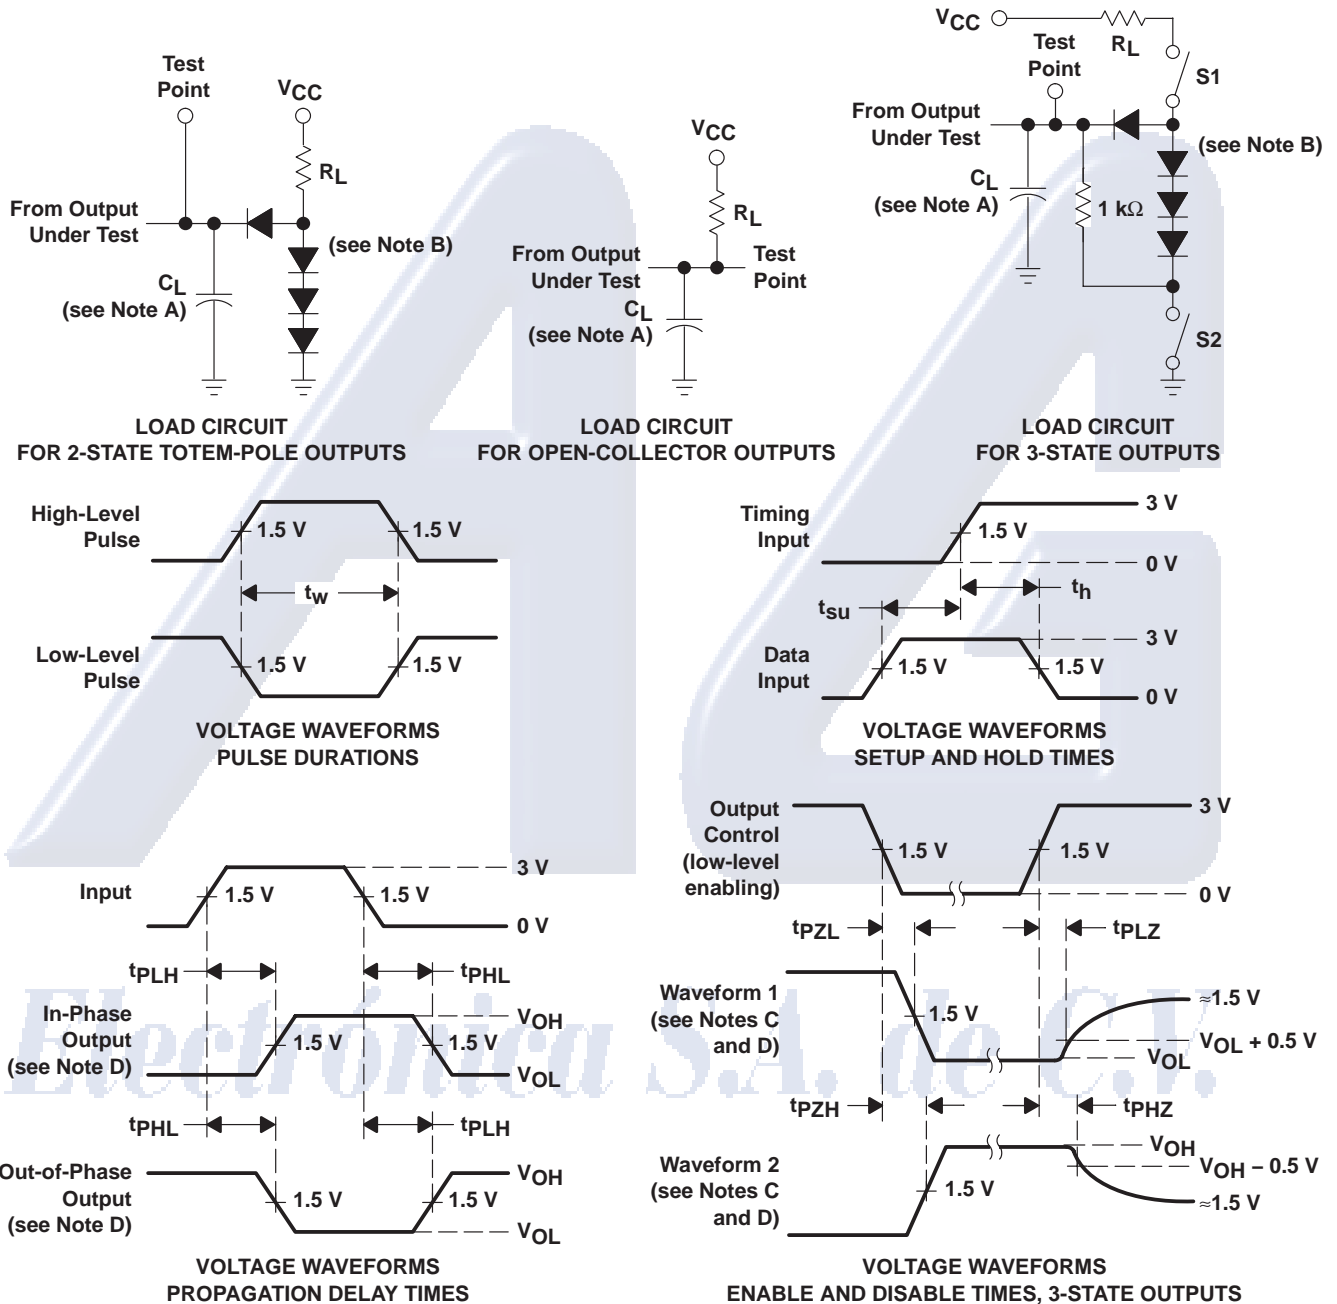 Test
Point
VCC
RL
From Output
Under Test
(see Note B)
CL
(see Note A)
LOAD CIRCUIT
FOR 2-STATE TOTEM-POLE OUTPUTS
VCC
RL
From Output
Under Test
Test
Point
CL
(see Note A)
LOAD CIRCUIT
FOR OPEN-COLLECTOR OUTPUTS
VCC
RL
Test
Point
S1
From Output
Under Test
(see Note B)
CL
(see Note A)
1 kΩ
S2
LOAD CIRCUIT
FOR 3-STATE OUTPUTS
High-Level
Pulse
1.5 V
1.5 V
tw
Low-Level
Pulse
1.5 V
1.5 V
VOLTAGE WAVEFORMS
PULSE DURATIONS
Timing
Input
1.5 V
3 V
0 V
th
tsu
Data
Input
1.5 V
1.5 V
3 V
0 V
VOLTAGE WAVEFORMS
SETUP AND HOLD TIMES
Input
1.5 V
1.5 V
3 V
0 V
tPLH
tPHL
In-Phase
Output
(see Note D)
1.5 V
1.5 V
VOH
VOL
tPHL
tPLH
Out-of-Phase
Output
(see Note D)
1.5 V
1.5 V
VOH
VOL
VOLTAGE WAVEFORMS
PROPAGATION DELAY TIMES
Output
Control
(low-level
enabling)
1.5 V
1.5 V
3 V
0 V
tPZL
tPLZ
Waveform 1
(see Notes C
and D)
1.5 V
≈1.5 V
VOL + 0.5 V
VOL
tPZH
tPHZ
Waveform 2
(see Notes C
and D)
1.5 V
VOH
VOH – 0.5 V
≈1.5 V
VOLTAGE WAVEFORMS
ENABLE AND DISABLE TIMES, 3-STATE OUTPUTS
Electrónica S.A. de C.V.